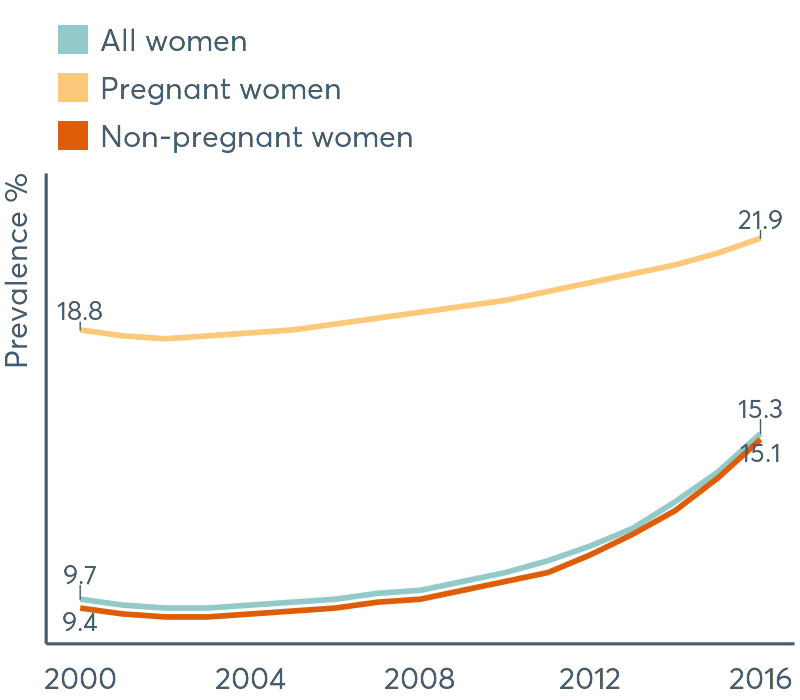 All women
Pregnant women
Non-pregnant women
Prevalence %
21.9
18.8
15.3
15.1
9.7
9.4
2000 2004 2008 2012 2016